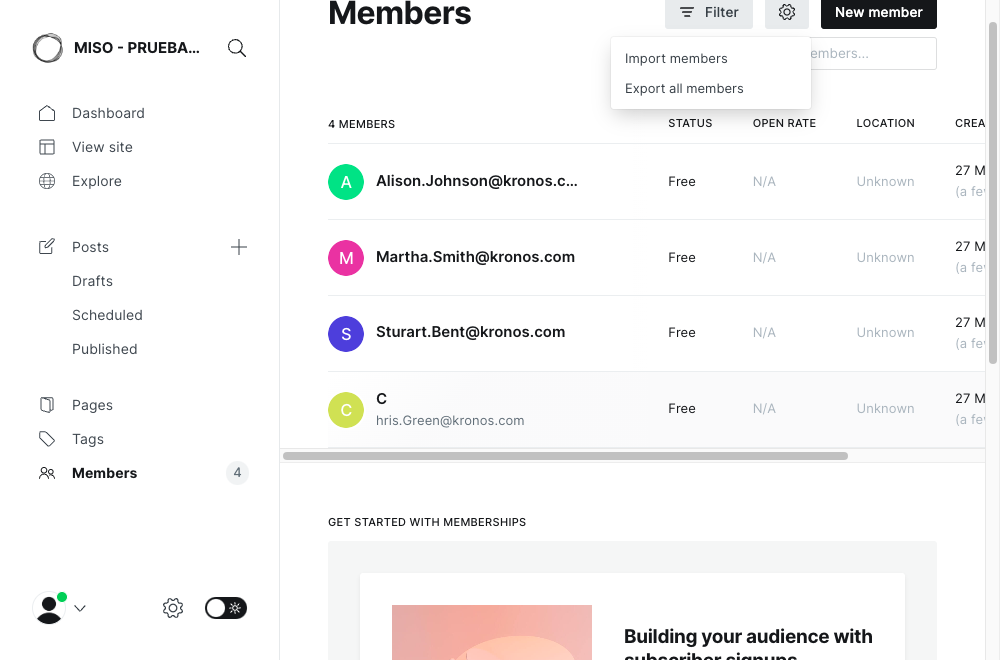 Members
Filter
New member
MISO - PRUEBA...
Import members
Export all members
embers...
Dashboard
View site
Explore
Posts
Drafts
Scheduled
Published
Pages
Tags
Members
4
4 MEMBERS
STATUS
OPEN RATE
LOCATION
CREA
A
Alison.Johnson@kronos.c...
Free
N/A
Unknown
27 M
(a fe
M
Martha.Smith@kronos.com
Free
N/A
Unknown
27 M
(a fe
S
Sturart.Bent@kronos.com
Free
N/A
Unknown
27 M
(a fe
C
C
hris.Green@kronos.com
Free
N/A
Unknown
27 M
(a fe
GET STARTED WITH MEMBERSHIPS
Building your audience with
subscriber signups